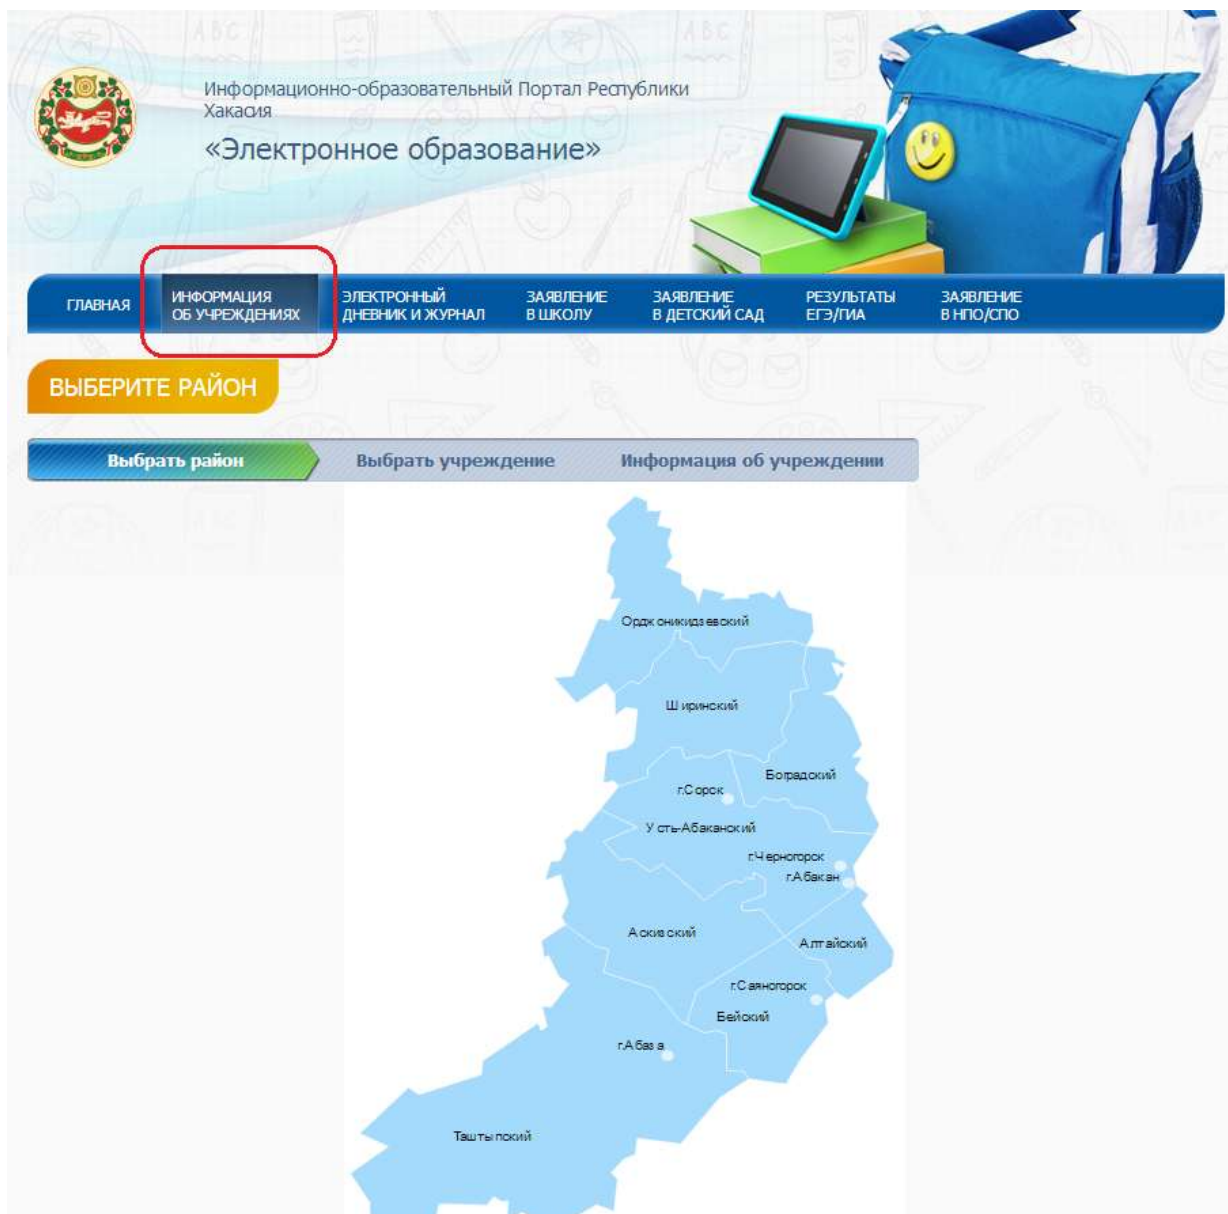 Информационно-образовательный Портал Республики
Хакасия
«Электронное образование»
ГЛАВНАЯ
ИНФОРМАЦИЯ
ОБ УЧРЕЖДЕНИЯХ
ЭЛЕКТРОННЫЙ
ДНЕВНИК И ЖУРНАЛ
ЗАЯВЛЕНИЕ
В ШКОЛУ
ЗАЯВЛЕНИЕ
В ДЕТСКИЙ САД
РЕЗУЛЬТАТЫ
ЕГЭ/ГИА
ЗАЯВЛЕНИЕ
В НПО/СПО
ВЫБЕРИТЕ РАЙОН
Выбрать район
Выбрать учреждение
Информация об учреждении
Орджоникидзевский
Ширинский
Боградский
г.Сорск
Усть-Абаканский
г.Черногорск
г.Абакан
Аскизский
Алтайский
г.Саяногорск
Бейский
г.Абаза
Таштыпский